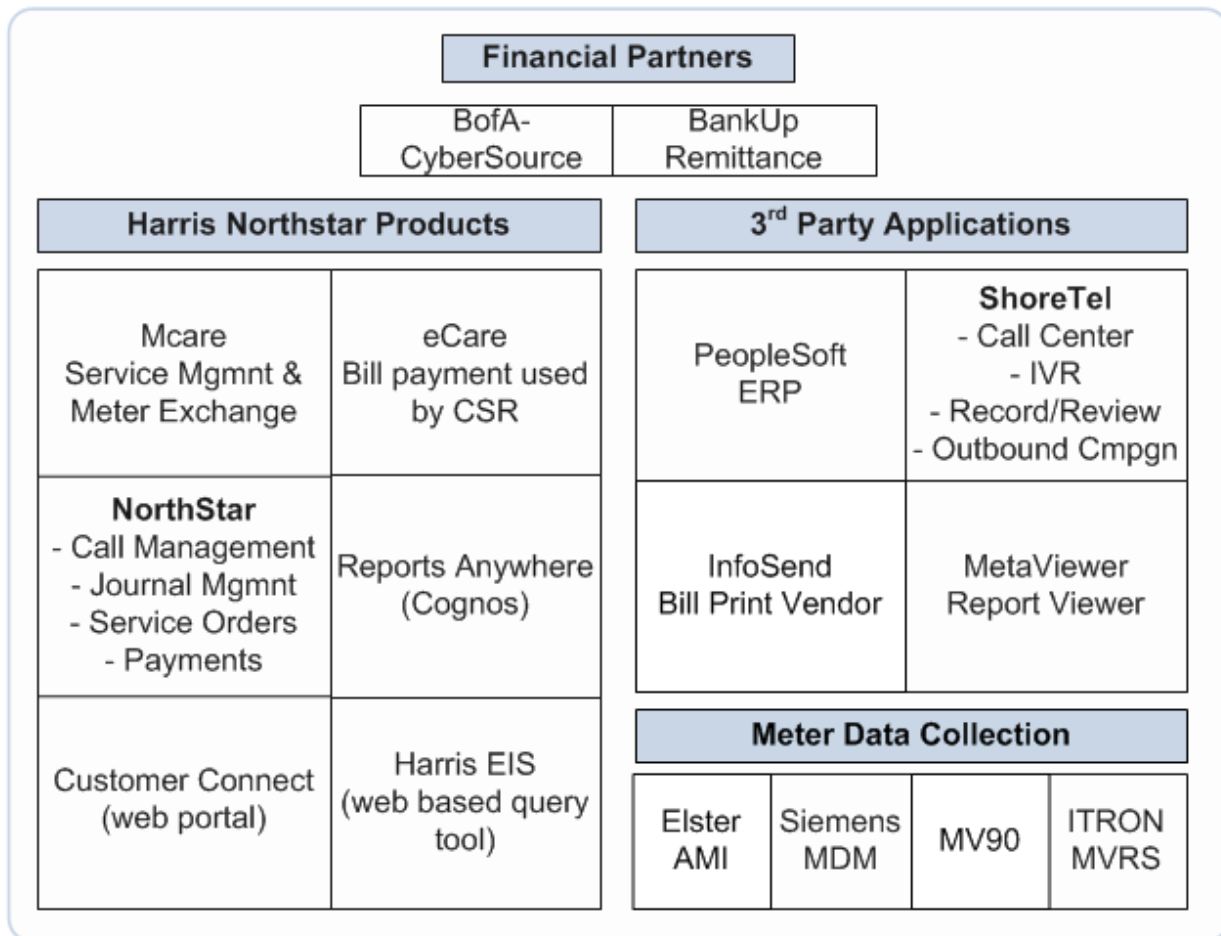 Financial Partners
BofA-
CyberSource
BankUp
Remittance
Harris Northstar Products
Mcare
Service Mgmnt &
Meter Exchange
eCare
Bill payment used
by CSR
NorthStar
- Call Management
- Journal Mgmnt
- Service Orders
- Payments
Reports Anywhere
(Cognos)
Customer Connect
(web portal)
Harris EIS
(web based query
tool)
3rd Party Applications
PeopleSoft
ERP
ShoreTel
- Call Center
- IVR
- Record/Review
- Outbound Cmpgn
InfoSend
Bill Print Vendor
MetaViewer
Report Viewer
Meter Data Collection
Elster
AMI
Siemens
MDM
MV90
ITRON
MVRS